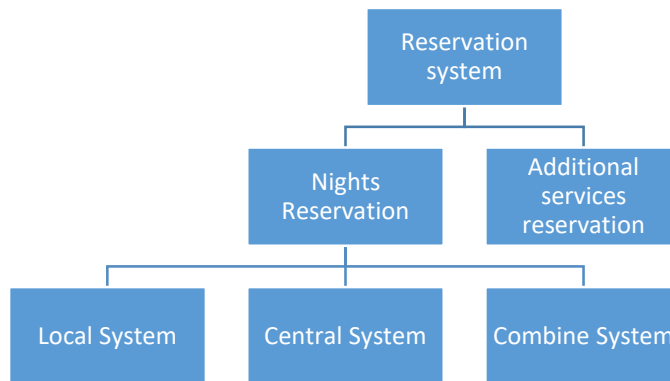 Reservation
system
Nights
Reservation
Additional
services
reservation
Local System
Central System
Combine System